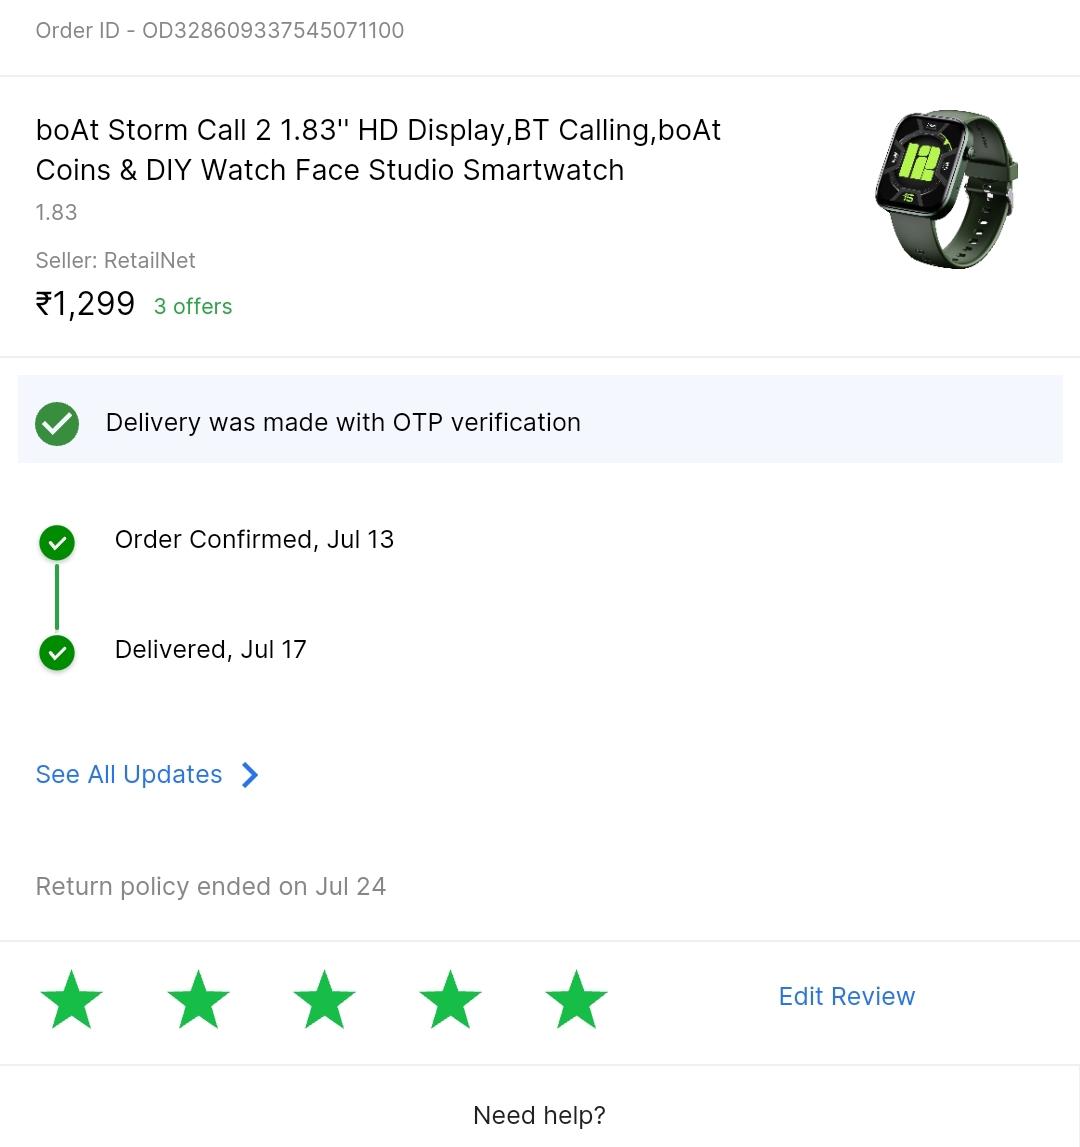 Order ID - OD328609337545071100
boAt Storm Call 2 1.83" HD Display,BT Calling,boAt
Coins & DIY Watch Face Studio Smartwatch
1.83
Seller: RetailNet
₹1,299 3 offers
Delivery was made with OTP verification
Order Confirmed, Jul 13
Delivered, Jul 17
See All Updates
Return policy ended on Jul 24
Edit Review
Need help?